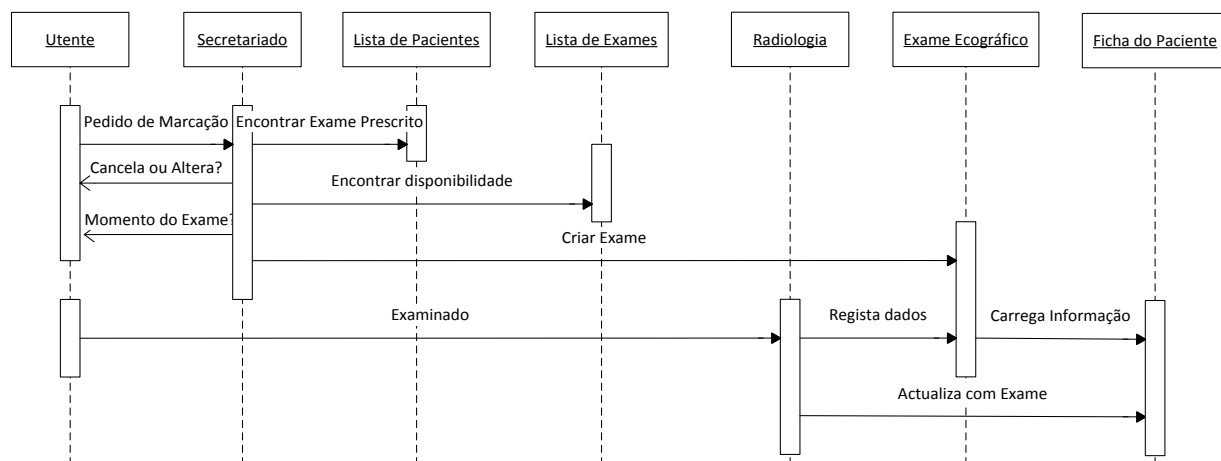 Utente
Secretariado
Lista de Pacientes
Lista de Exames
Radiologia
Exame Ecográfico
Ficha do Paciente
Pedido de Marcação
Encontrar Exame Prescrito
Cancela ou Altera?
Encontrar disponibilidade
Momento do Exame?
Criar Exame
Examinado
Regista dados
Carrega Informação
Actualiza com Exame